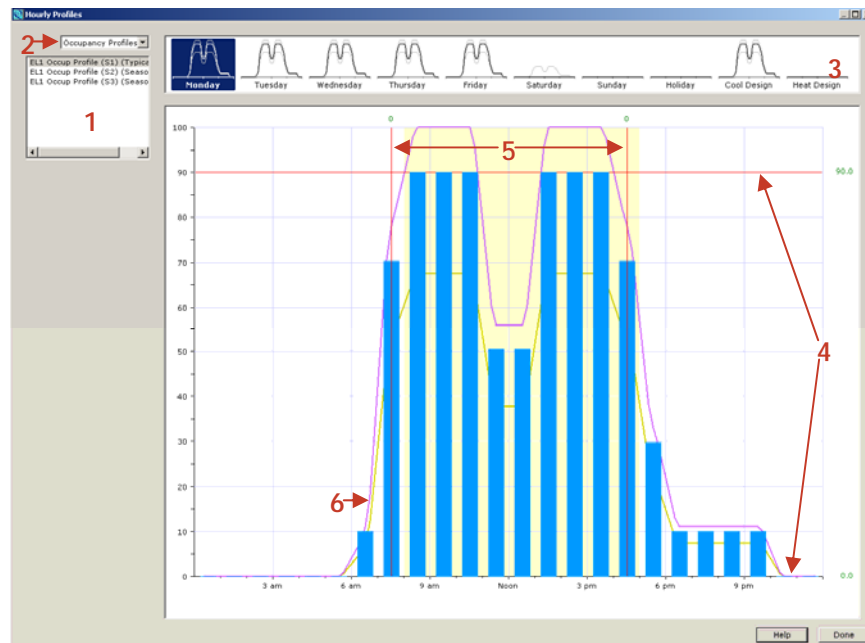 Hourly Profiles
2
Occupancy Profiles
EL1 Occup Profile (S1) (Typica
EL1 Occup Profile (S2) (Seaso
EL1 Occup Profile (S3) (Seaso
1
Monday Tuesday Wednesday Thursday Friday Saturday Sunday Holiday Cool Design Heat Design
3
0 0
100
5
90 90.0
80
70
60
50
4
40
30
20
6
10
0 0.0
3 am 6 am 9 am Noon 3 pm 6 pm 9 pm
Help Done